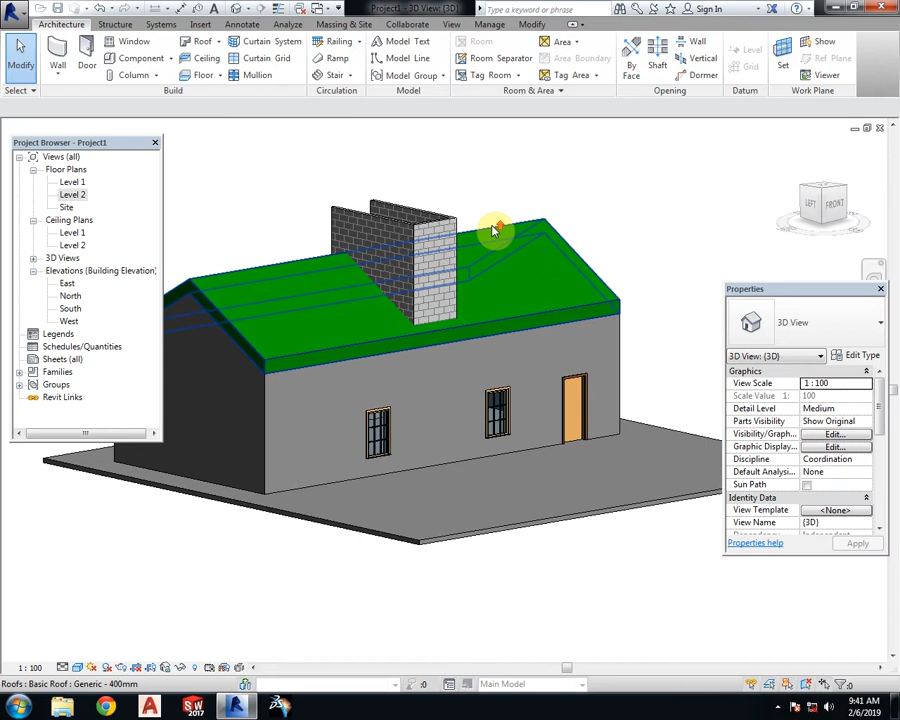 Project1 - 3D View: {3D}
Type a keyword or phrase
Sign In
Architecture Structure Systems Insert Annotate Analyze Massing & Site Collaborate View Manage Modify
Modify
Wall
Door
Window
Component
Column
Roof
Ceiling
Floor
Curtain System
Curtain Grid
Mullion
Railing
Ramp
Stair
Model Text
Model Line
Model Group
Room
Room Separator
Tag Room
Area
Area Boundary
Tag Area
By
Face
Shaft
Wall
Vertical
Dormer
Level
Grid
Set
Show
Ref Plane
Viewer
Select Build Circulation Model Room & Area Opening Datum Work Plane
Project Browser - Project1
Views (all)
Floor Plans
Level 1
Level 2
Site
Ceiling Plans
Level 1
Level 2
3D Views
Elevations (Building Elevation)
East
North
South
West
Legends
Schedules/Quantities
Sheets (all)
Families
Groups
Revit Links
LEFT FRONT
Properties
3D View
3D View: {3D} Edit Type
Graphics
View Scale 1 : 100
Scale Value 1: 100
Detail Level Medium
Parts Visibility Show Original
Visibility/Graph... Edit...
Graphic Display... Edit...
Discipline Coordination
Default Analysi... None
Sun Path
Identity Data
View Template <None>
View Name {3D}
Properties help Apply
1 : 100
Roofs : Basic Roof : Generic - 400mm
:0
Main Model
:0
SW
2017
9:41 AM
2/6/2019